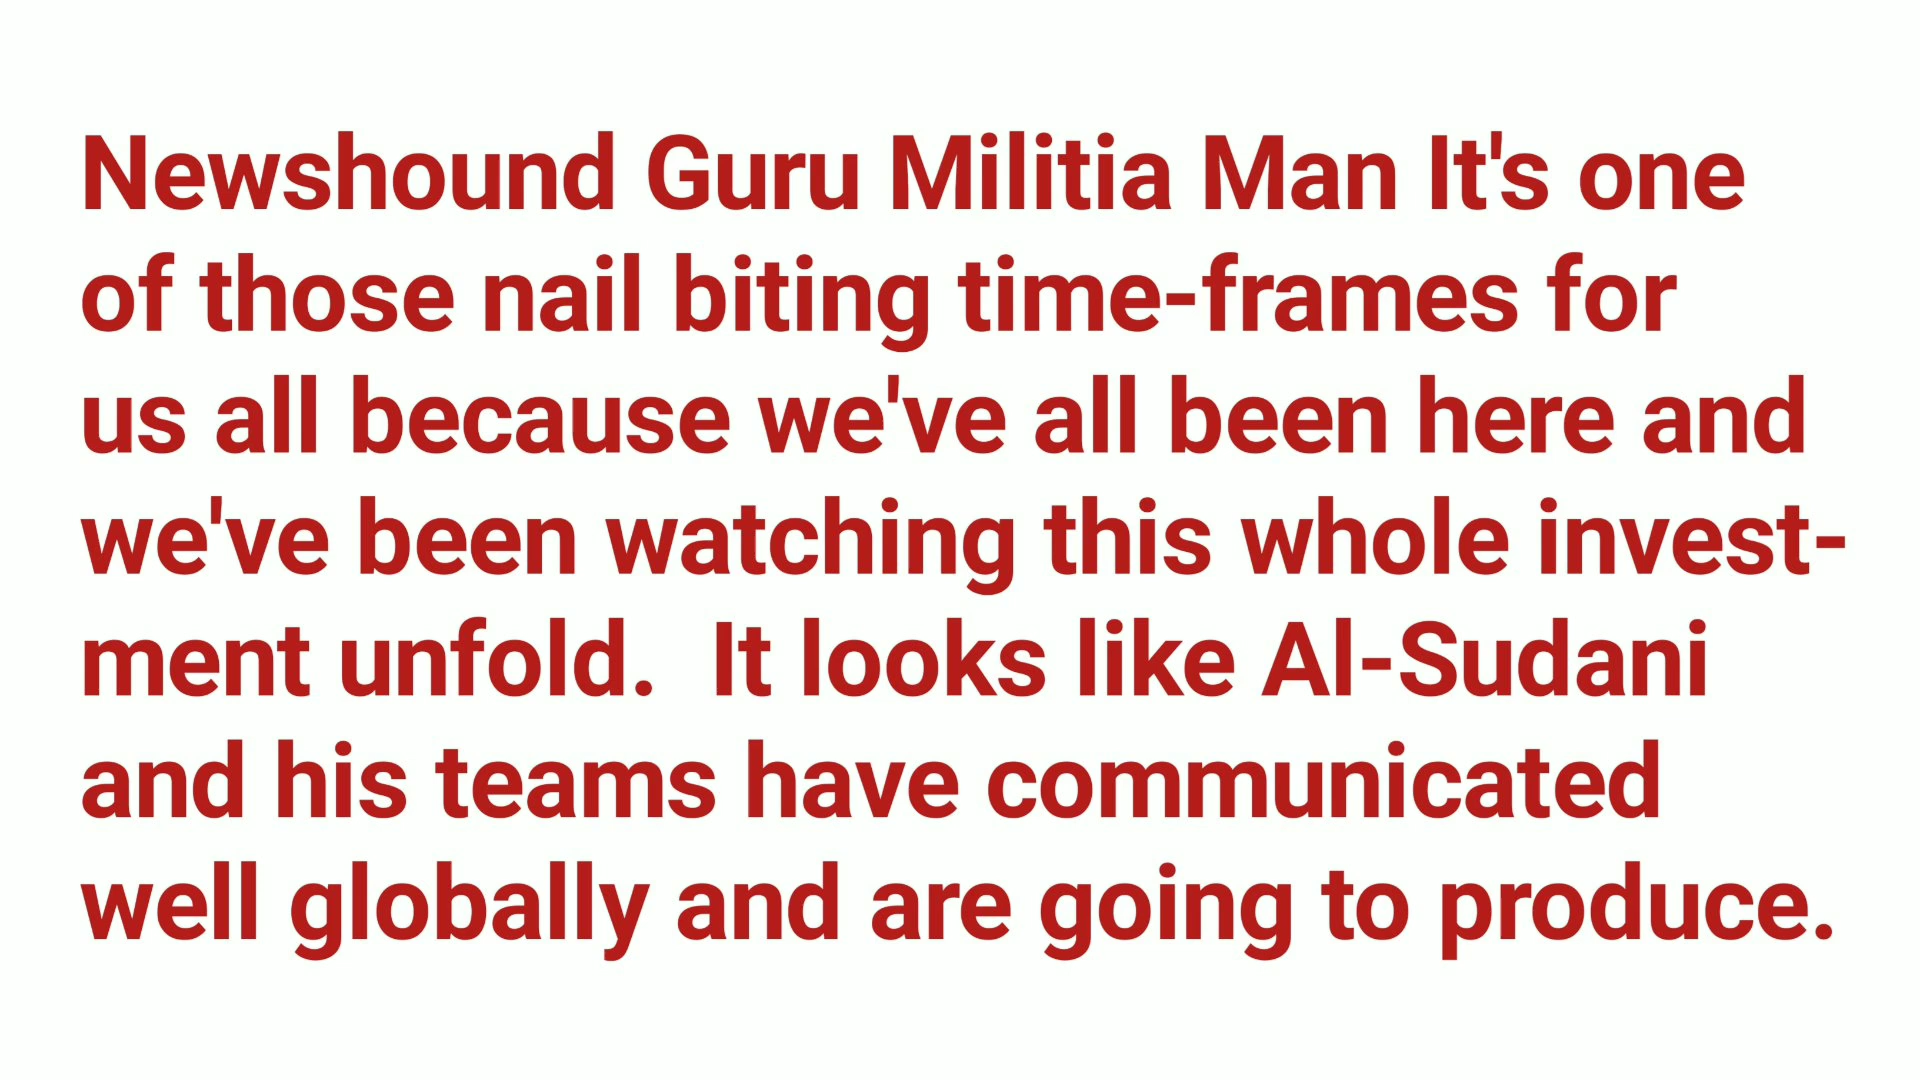 Newshound Guru Militia Man It's one
of those nail biting time-frames for
us all because we've all been here and
we've been watching this whole invest-
ment unfold.  It looks like Al-Sudani
and his teams have communicated
well globally and are going to produce.